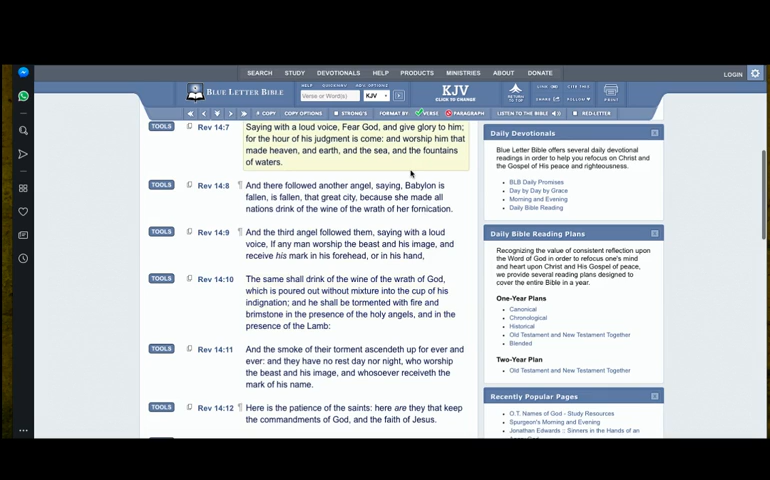 SEARCH STUDY DEVOTIONALS HELP PRODUCTS MINISTRIES ABOUT DONATE
LOGIN
BLUE LETTER BIBLE
HELP QUICKNAV
Verse or Word(s)
KJV
KJV
CLICK TO CHANGE
RETURN TO TOP
LINK CITE THIS
SHARE FOLLOW
PRINT
COPY COPY OPTIONS STRONG'S FORMAT BY VERSE PARAGRAPH LISTEN TO THE BIBLE RED-LETTER
TOOLS Rev 14:7 Saying with a loud voice, Fear God, and give glory to him;
for the hour of his judgment is come: and worship him that
made heaven, and earth, and the sea, and the fountains
of waters.
TOOLS Rev 14:8 ¶ And there followed another angel, saying, Babylon is
fallen, is fallen, that great city, because she made all
nations drink of the wine of the wrath of her fornication.
TOOLS Rev 14:9 ¶ And the third angel followed them, saying with a loud
voice, If any man worship the beast and his image, and
receive his mark in his forehead, or in his hand,
TOOLS Rev 14:10 The same shall drink of the wine of the wrath of God,
which is poured out without mixture into the cup of his
indignation; and he shall be tormented with fire and
brimstone in the presence of the holy angels, and in the
presence of the Lamb:
TOOLS Rev 14:11 And the smoke of their torment ascendeth up for ever and
ever: and they have no rest day nor night, who worship
the beast and his image, and whosoever receiveth the
mark of his name.
TOOLS Rev 14:12 ¶ Here is the patience of the saints: here are they that keep
the commandments of God, and the faith of Jesus.
Daily Devotionals
Blue Letter Bible offers several daily devotional
readings in order to help you refocus on Christ and
the Gospel of His peace and righteousness.
BLB Daily Promises
Day by Day by Grace
Morning and Evening
Daily Bible Reading
Daily Bible Reading Plans
Recognizing the value of consistent reflection upon
the Word of God in order to refocus one's mind
and heart upon Christ and His Gospel of peace,
we provide several reading plans designed to
cover the entire Bible in a year.
One-Year Plans
Canonical
Chronological
Historical
Old Testament and New Testament Together
Blended
Two-Year Plan
Old Testament and New Testament Together
Recently Popular Pages
O.T. Names of God - Study Resources
Spurgeon's Morning and Evening
Jonathan Edwards :: Sinners in the Hands of an